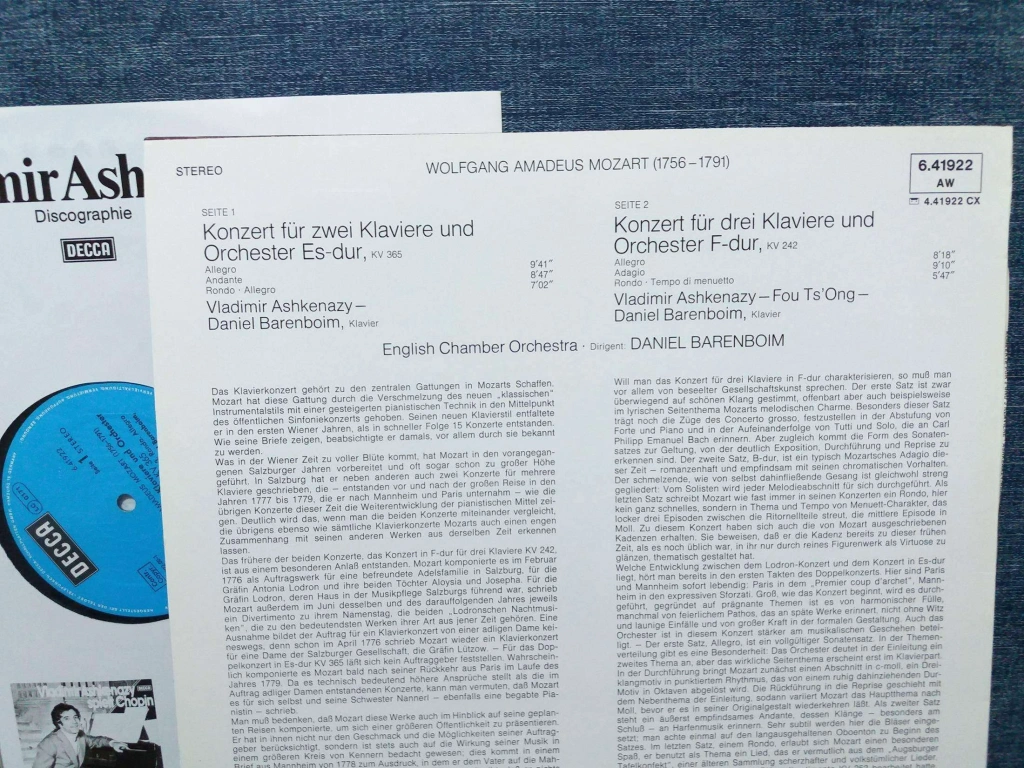 mir Ash
Discographie
DECCA
STEREO
WOLFGANG AMADEUS MOZART (1756–1791)
6.41922
AW
4.41922 CX
SEITE 1
Konzert für zwei Klaviere und
Orchester Es-dur, KV 365
Allegro 9'41"
Andante 8'47"
Rondo · Allegro 7'02"
Vladimir Ashkenazy –
Daniel Barenboim, Klavier
SEITE 2
Konzert für drei Klaviere und
Orchester F-dur, KV 242
Allegro 8'18"
Adagio 9'10"
Rondo · Tempo di menuetto 5'47"
Vladimir Ashkenazy – Fou Ts'Ong –
Daniel Barenboim, Klavier
English Chamber Orchestra · Dirigent: DANIEL BARENBOIM
Das Klavierkonzert gehört zu den zentralen Gattungen in Mozarts Schaffen.
Mozart hat diese Gattung durch die Verschmelzung des neuen „klassischen"
Instrumentalstils mit einer gesteigerten pianistischen Technik in den Mittelpunkt
des öffentlichen Sinfoniekonzerts gehoben. Seinen neuen Klavierstil entfaltete
er in den ersten Wiener Jahren, als in schneller Folge 15 Konzerte entstanden.
Wie seine Briefe zeigen, beabsichtigte er damals, vor allem durch sie bekannt
zu werden.
Was in der Wiener Zeit zu voller Blüte kommt, hat Mozart in den vorangegan-
genen Salzburger Jahren vorbereitet und oft sogar schon zu großer Höhe
geführt. In Salzburg hat er neben anderen auch zwei Konzerte für mehrere
Klaviere geschrieben, die – entstanden vor und nach der großen Reise in den
Jahren 1777 bis 1779, die er nach Mannheim und Paris unternahm – wie die
übrigen Konzerte dieser Zeit die Weiterentwicklung der pianistischen Mittel zei-
gen. Deutlich wird das, wenn man die beiden Konzerte miteinander vergleicht,
die übrigens ebenso wie sämtliche Klavierkonzerte Mozarts auch einen engen
Zusammenhang mit seinen anderen Werken aus derselben Zeit erkennen
lassen.
Das frühere der beiden Konzerte, das Konzert in F-dur für drei Klaviere KV 242,
ist aus einem besonderen Anlaß entstanden. Mozart komponierte es im Februar
1776 als Auftragswerk für eine befreundete Adelsfamilie in Salzburg, für die
Gräfin Antonia Lodron und ihre beiden Töchter Aloysia und Josepha. Für die
Gräfin Lodron, deren Haus in der Musikpflege Salzburgs führend war, schrieb
Mozart außerdem im Juni desselben und des darauffolgenden Jahres jeweils
ein Divertimento zu ihrem Namenstag, die beiden „Lodronschen Nachtmusi-
ken", die zu den bedeutendsten Werken ihrer Art aus jener Zeit gehören. Eine
Ausnahme bildet der Auftrag für ein Klavierkonzert von einer adligen Dame kei-
neswegs, denn schon im April 1776 schrieb Mozart wieder ein Klavierkonzert
für eine Dame der Salzburger Gesellschaft, die Gräfin Lützow. – Für das Dop-
pelkonzert in Es-dur KV 365 läßt sich kein Auftraggeber feststellen. Wahrschein-
lich komponierte es Mozart bald nach seiner Rückkehr aus Paris im Laufe des
Jahres 1779. Da es technisch bedeutend höhere Ansprüche stellt als die im
Auftrag adliger Damen entstandenen Konzerte, kann man vermuten, daß Mozart
es für sich selbst und seine Schwester Nannerl – ebenfalls eine begabte Pia-
nistin – schrieb.
Man muß bedenken, daß Mozart diese Werke auch im Hinblick auf seine geplan-
ten Reisen komponierte, um sich einer größeren Öffentlichkeit zu präsentieren.
Er hat in ihnen nicht nur den Geschmack und die Möglichkeiten seiner Auftrag-
geber berücksichtigt, sondern ist stets auch auf die Wirkung seiner Musik in
einem größeren Kreis von Kennern bedacht gewesen; dies kommt in einem
Brief aus Mannheim von 1778 zum Ausdruck, in dem er dem Vater auf die Mah-
Will man das Konzert für drei Klaviere in F-dur charakterisieren, so muß man
vor allem von beseelter Gesellschaftskunst sprechen. Der erste Satz ist zwar
überwiegend auf schönen Klang gestimmt, offenbart aber auch beispielsweise
im lyrischen Seitenthema Mozarts melodischen Charme. Besonders dieser Satz
trägt noch die Züge des Concerto grosso, festzustellen in der Abstufung von
Forte und Piano und in der Aufeinanderfolge von Tutti und Solo, die an Carl
Philipp Emanuel Bach erinnern. Aber zugleich kommt die Form des Sonaten-
satzes zur Geltung, von der deutlich Exposition, Durchführung und Reprise zu
erkennen sind. Der zweite Satz, B-dur, ist ein typisch Mozartsches Adagio die-
ser Zeit – romanzenhaft und empfindsam mit seinen chromatischen Vorhalten.
Der schmelzende, wie von selbst dahinfließende Gesang ist gleichwohl streng
gegliedert: Vom Solisten wird jeder Melodieabschnitt für sich durchgeführt. Als
letzten Satz schreibt Mozart wie fast immer in seinen Konzerten ein Rondo, hier
kein ganz schnelles, sondern in Thema und Tempo von Menuett-Charakter, das
locker drei Episoden zwischen die Ritornellteile streut, die mittlere Episode in
Moll. Zu diesem Konzert haben sich auch die von Mozart ausgeschriebenen
Kadenzen erhalten. Sie beweisen, daß er die Kadenz bereits zu dieser frühen
Zeit, als es noch üblich war, in ihr nur durch reines Figurenwerk als Virtuose zu
glänzen, thematisch gestaltet hat.
Welche Entwicklung zwischen dem Lodron-Konzert und dem Konzert in Es-dur
liegt, hört man bereits in den ersten Takten des Doppelkonzerts. Hier sind Paris
und Mannheim sofort lebendig: Paris in dem „Premier coup d'archet", Mann-
heim in den expressiven Sforzati. Groß, wie das Konzert beginnt, wird es durch-
geführt, gegründet auf prägnante Themen ist es von harmonischer Fülle,
manchmal von feierlichem Pathos, das an späte Werke erinnert, nicht ohne Witz
und launige Einfälle und von großer Kraft in der formalen Gestaltung. Auch das
Orchester ist in diesem Konzert stärker am musikalischen Geschehen betei-
ligt. – Der erste Satz, Allegro, ist ein vollgültiger Sonatensatz. In der Themen-
verteilung gibt es eine Besonderheit: Das Orchester deutet in der Einleitung ein
zweites Thema an, aber das wirkliche Seitenthema erscheint erst im Klavierpart.
In der Durchführung bringt Mozart zunächst einen Abschnitt in c-moll, ein Drei-
klangmotiv in punktiertem Rhythmus, das von einem ruhig dahinziehenden Dur-
Motiv in Oktaven abgelöst wird. Die Rückführung in die Reprise geschieht mit
dem Nebenthema der Einleitung, sodann variiert Mozart das Hauptthema nach
Moll, bevor er es in seiner Originalgestalt wiederkehren läßt. Als zweiter Satz
steht ein äußerst empfindsames Andante, dessen Klänge – besonders am
Schluß – an Harfenmusik erinnern. Sehr subtil werden hier die Bläser einge-
setzt; man achte einmal auf den langausgehaltenen Oboenton zu Beginn des
Satzes. Im letzten Satz, einem Rondo, erlaubt sich Mozart einen besonderen
Spaß, er benutzt als Thema ein Lied, das er vermutlich aus dem „Augsburger
Tafelkonfekt", einer älteren Sammlung scherzhafter und volkstümlicher Lieder,
DECCA
1
STEREO
Vladimir Ashkenazy
spielt Chopin